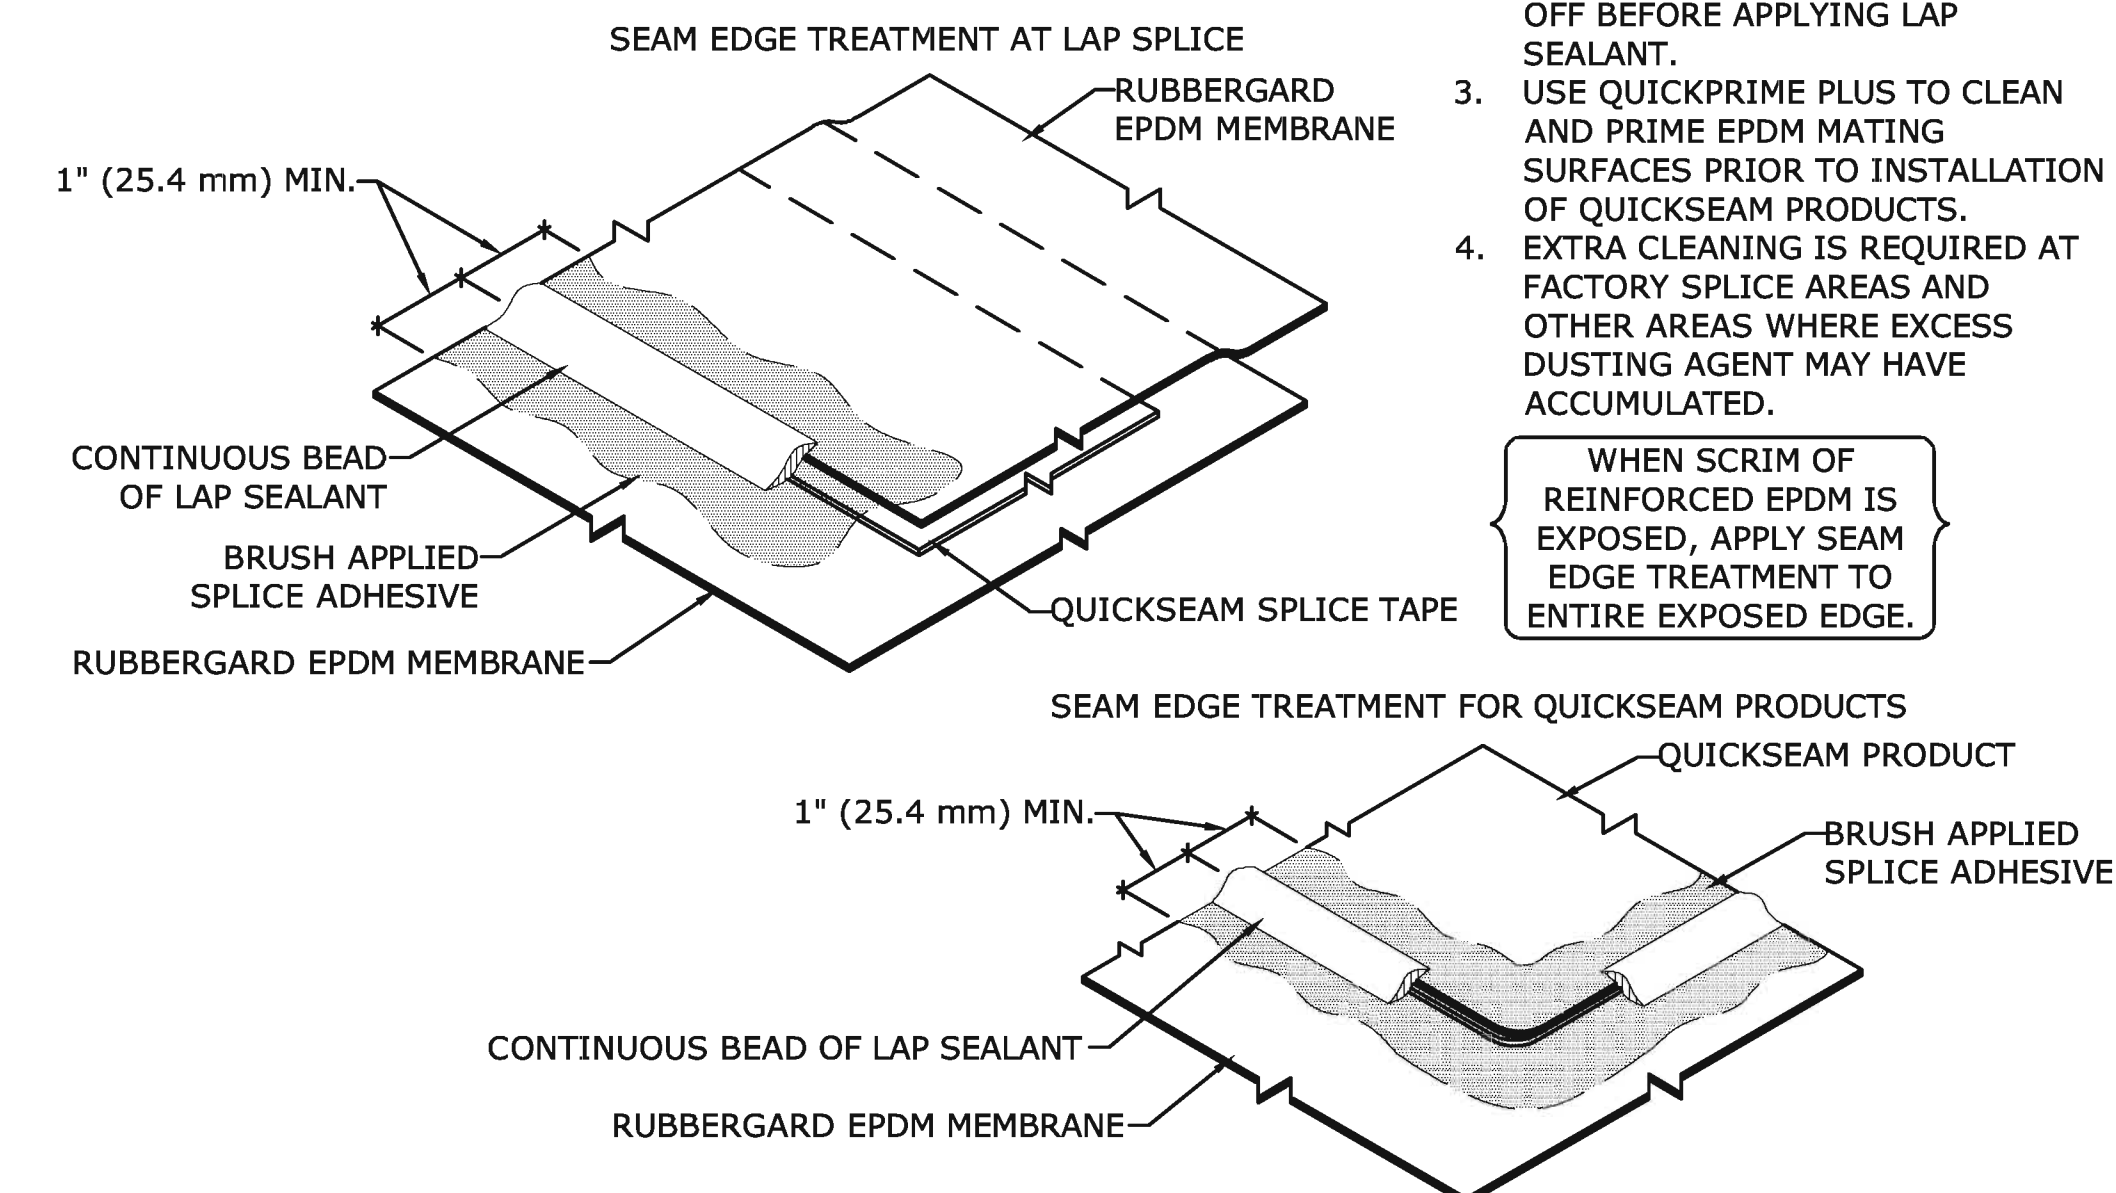 SEAM EDGE TREATMENT AT LAP SPLICE
RUBBERGARD
EPDM MEMBRANE
1" (25.4 mm) MIN.
CONTINUOUS BEAD
OF LAP SEALANT
BRUSH APPLIED
SPLICE ADHESIVE
RUBBERGARD EPDM MEMBRANE
QUICKSEAM SPLICE TAPE
OFF BEFORE APPLYING LAP
SEALANT.
3. USE QUICKPRIME PLUS TO CLEAN
AND PRIME EPDM MATING
SURFACES PRIOR TO INSTALLATION
OF QUICKSEAM PRODUCTS.
4. EXTRA CLEANING IS REQUIRED AT
FACTORY SPLICE AREAS AND
OTHER AREAS WHERE EXCESS
DUSTING AGENT MAY HAVE
ACCUMULATED.
WHEN SCRIM OF
REINFORCED EPDM IS
EXPOSED, APPLY SEAM
EDGE TREATMENT TO
ENTIRE EXPOSED EDGE.
SEAM EDGE TREATMENT FOR QUICKSEAM PRODUCTS
QUICKSEAM PRODUCT
1" (25.4 mm) MIN.
BRUSH APPLIED
SPLICE ADHESIVE
CONTINUOUS BEAD OF LAP SEALANT
RUBBERGARD EPDM MEMBRANE